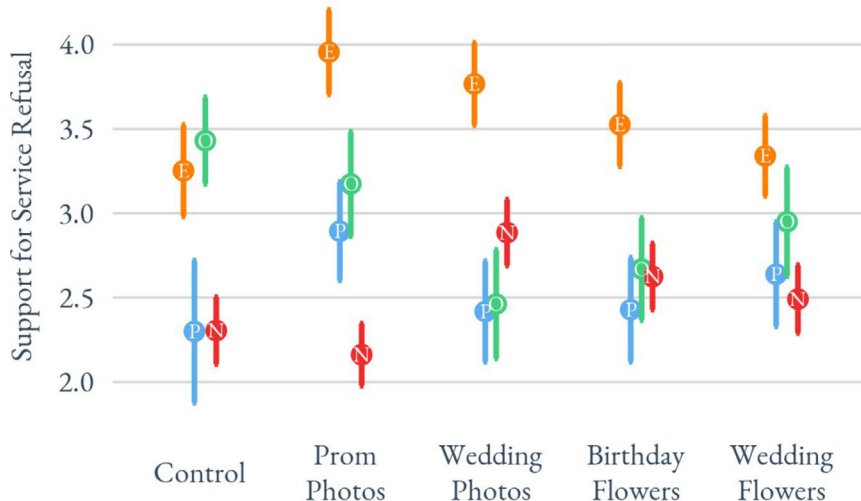 Support for Service Refusal
4.0
3.5
3.0
2.5
2.0
E
O
P
N
E
P
O
N
E
P
O
N
E
P
O
N
E
P
O
N
Control
Prom
Photos
Wedding
Photos
Birthday
Flowers
Wedding
Flowers